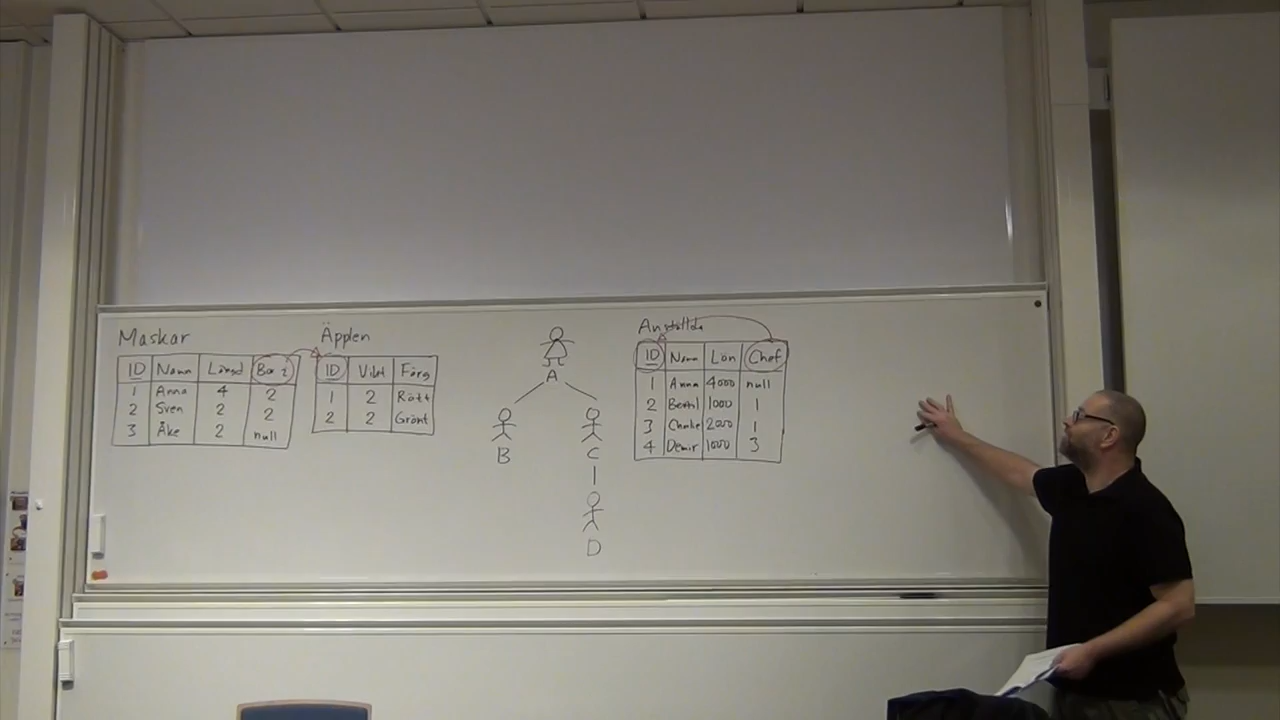 Maskar
ID Namn Längd Bor i
1 Anna 4 2
2 Sven 2 2
3 Åke 2 null
Äpplen
ID Vikt Färg
1 2 Rött
2 2 Grönt
A
B
C
D
Anställda
ID Namn Lön Chef
1 Anna 4000 null
2 Bertil 1000 1
3 2000 1
4 Demir 1000 3